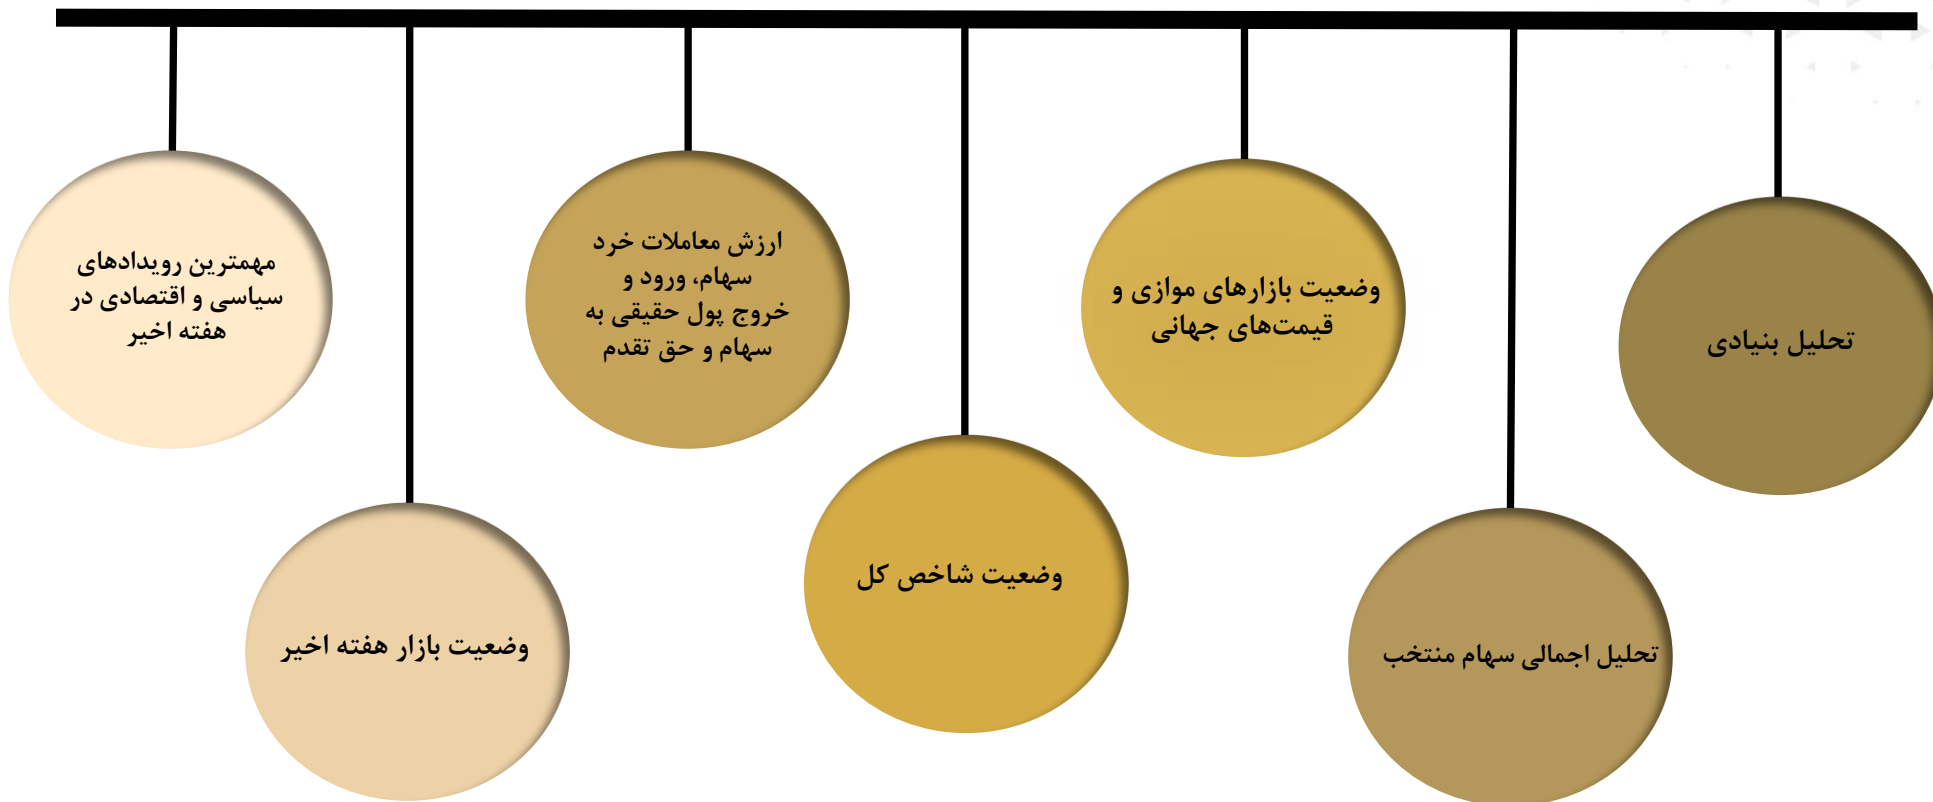 مهمترین رویدادهای
سیاسی و اقتصادی در
هفته اخیر
وضعیت بازار هفته اخیر
ارزش معاملات خرد
سهام، ورود و
خروج پول حقیقی به
سهام و حق تقدم
وضعیت شاخص کل
وضعیت بازارهای موازی و
قیمت‌های جهانی
تحلیل اجمالی سهام منتخب
تحلیل بنیادی